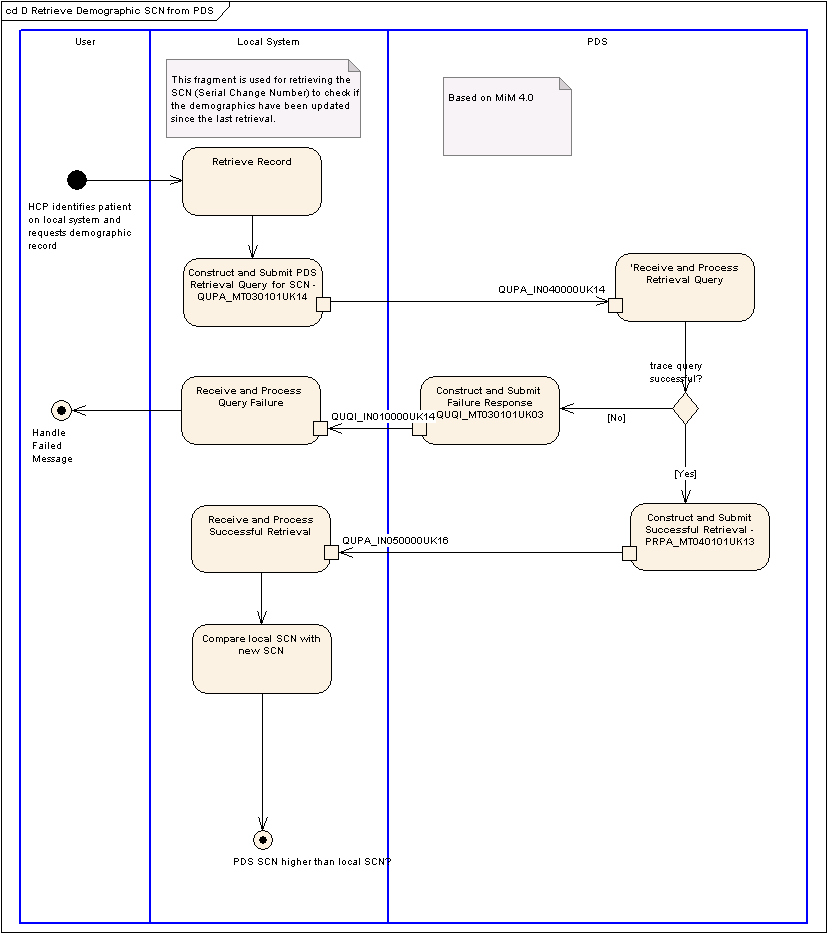 cd D Retrieve Demographic SCN from PDS
User
Local System
PDS
This fragment is used for retrieving the
SCN (Serial Change Number) to check if
the demographics have been updated
since the last retrieval.
Based on MiM 4.0
Retrieve Record
HCP identifies patient
on local system and
requests demographic
record
Construct and Submit PDS
Retrieval Query for SCN -
QUPA_MT030101UK14
QUPA_IN040000UK14
'Receive and Process
Retrieval Query
trace query
successful?
Receive and Process
Query Failure
QUQI_IN010000UK14
Construct and Submit
Failure Response
QUQI_MT030101UK03
[No]
Handle
Failed
Message
[Yes]
Receive and Process
Successful Retrieval
QUPA_IN050000UK16
Construct and Submit
Successful Retrieval -
PRPA_MT040101UK13
Compare local SCN with
new SCN
PDS SCN higher than local SCN?